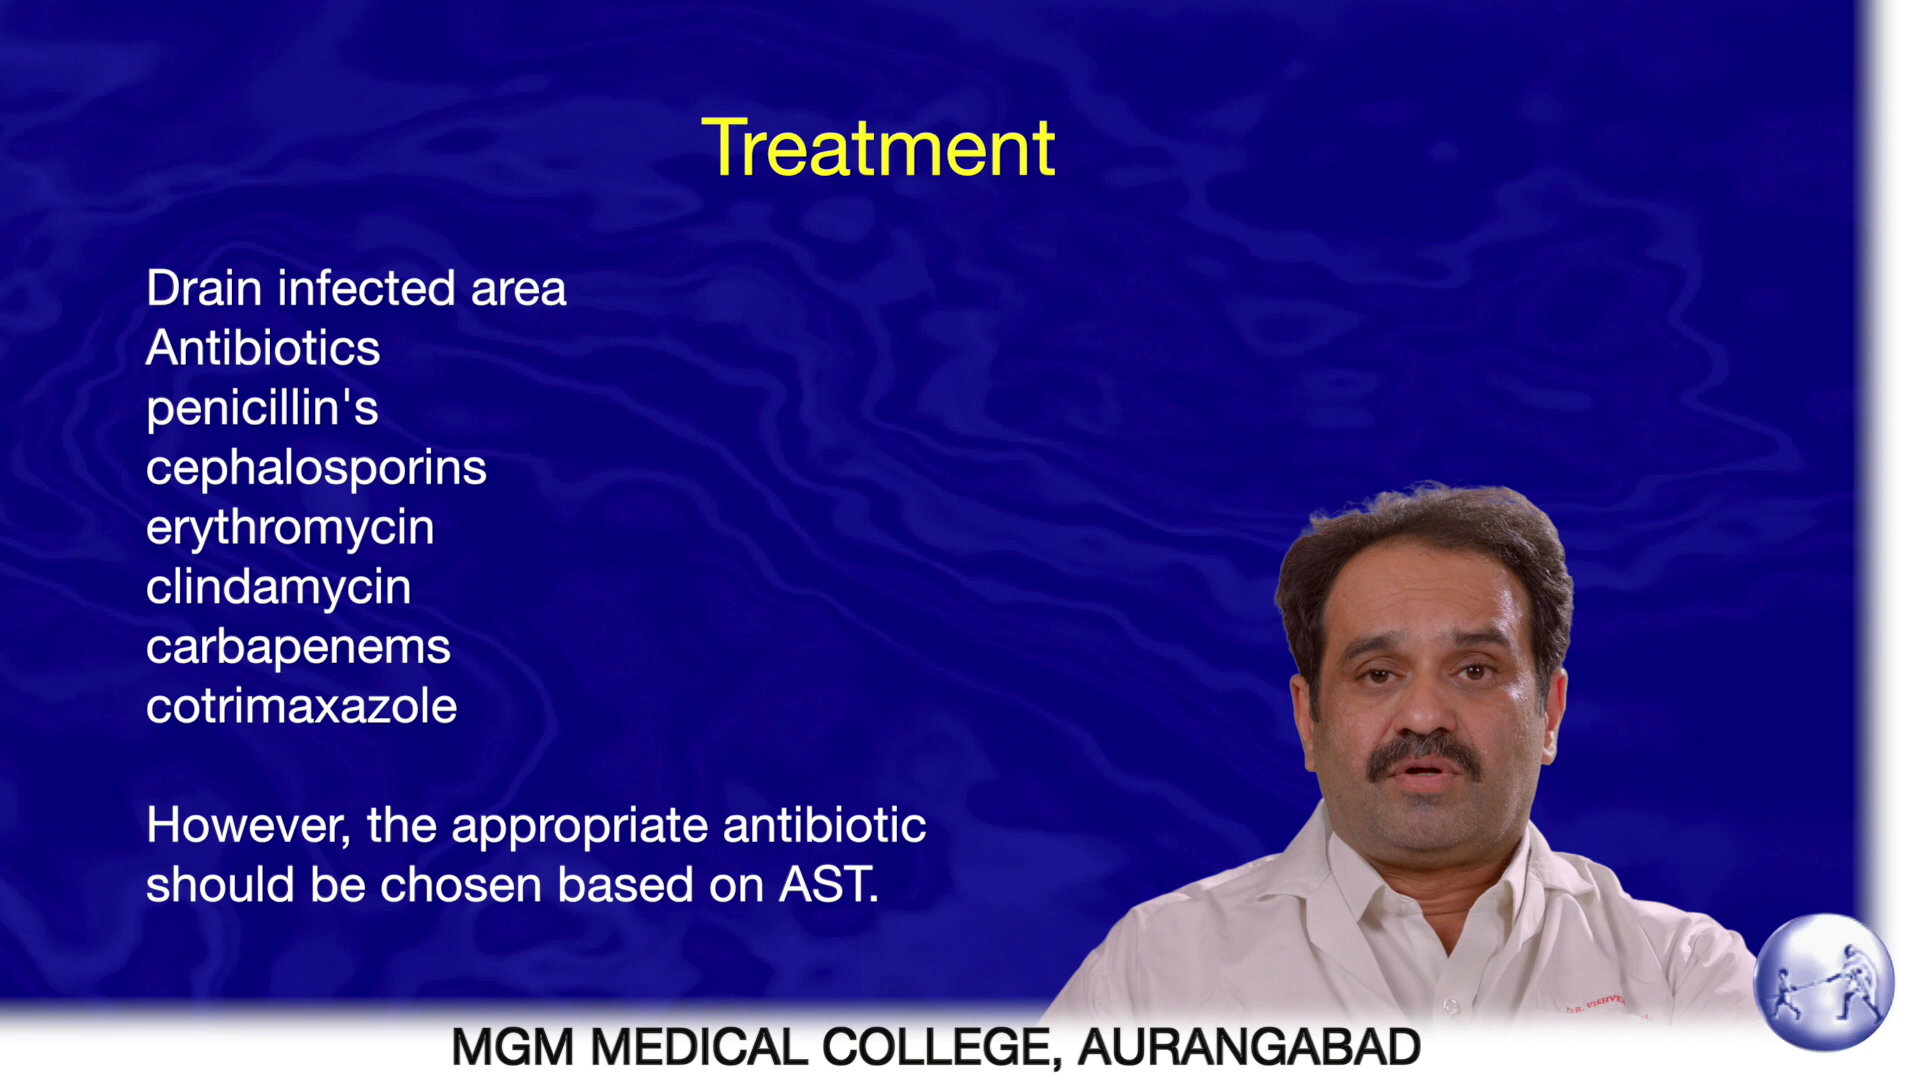 Treatment
Drain infected area
Antibiotics
penicillin's
cephalosporins
erythromycin
clindamycin
carbapenems
cotrimaxazole
However, the appropriate antibiotic
should be chosen based on AST.
DR.
MGM MEDICAL COLLEGE, AURANGABAD